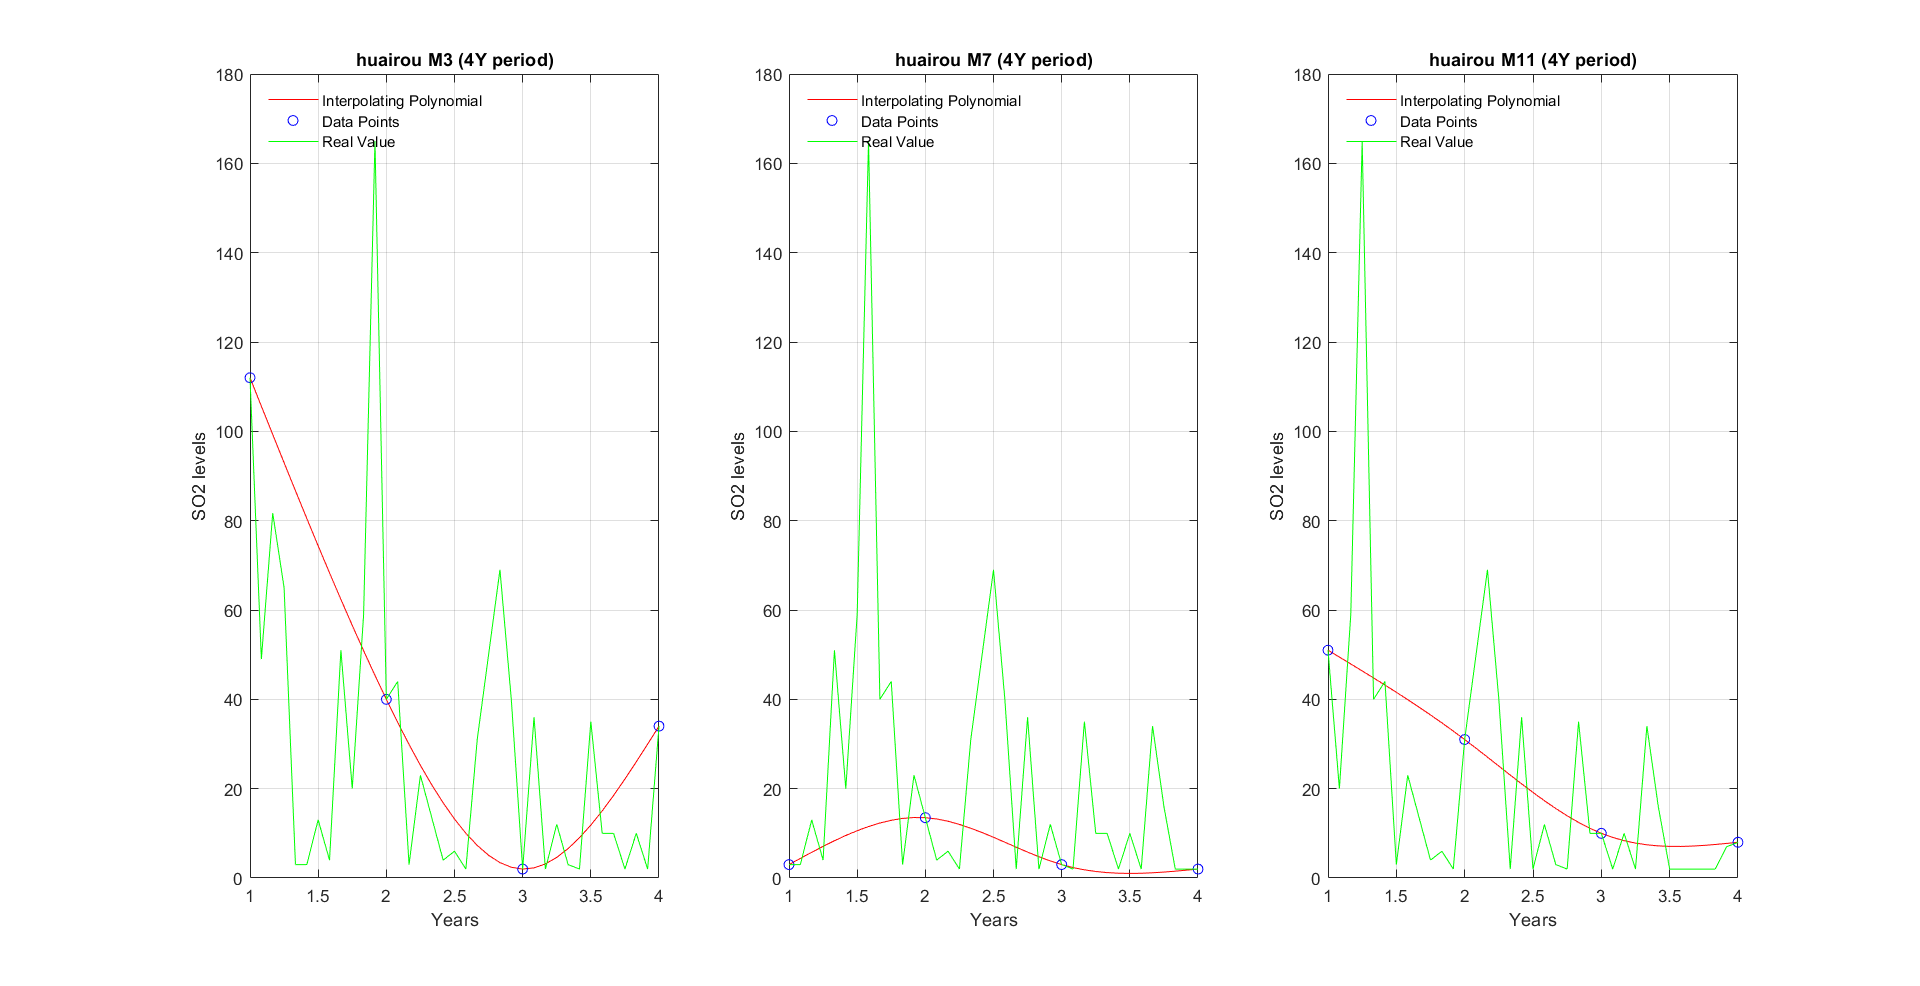 huairou M3 (4Y period)
Interpolating Polynomial
Data Points
Real Value
180
160
140
120
100
80
60
40
20
0
SO2 levels
1 1.5 2 2.5 3 3.5 4
Years
huairou M7 (4Y period)
Interpolating Polynomial
Data Points
Real Value
180
160
140
120
100
80
60
40
20
0
SO2 levels
1 1.5 2 2.5 3 3.5 4
Years
huairou M11 (4Y period)
Interpolating Polynomial
Data Points
Real Value
180
160
140
120
100
80
60
40
20
0
SO2 levels
1 1.5 2 2.5 3 3.5 4
Years